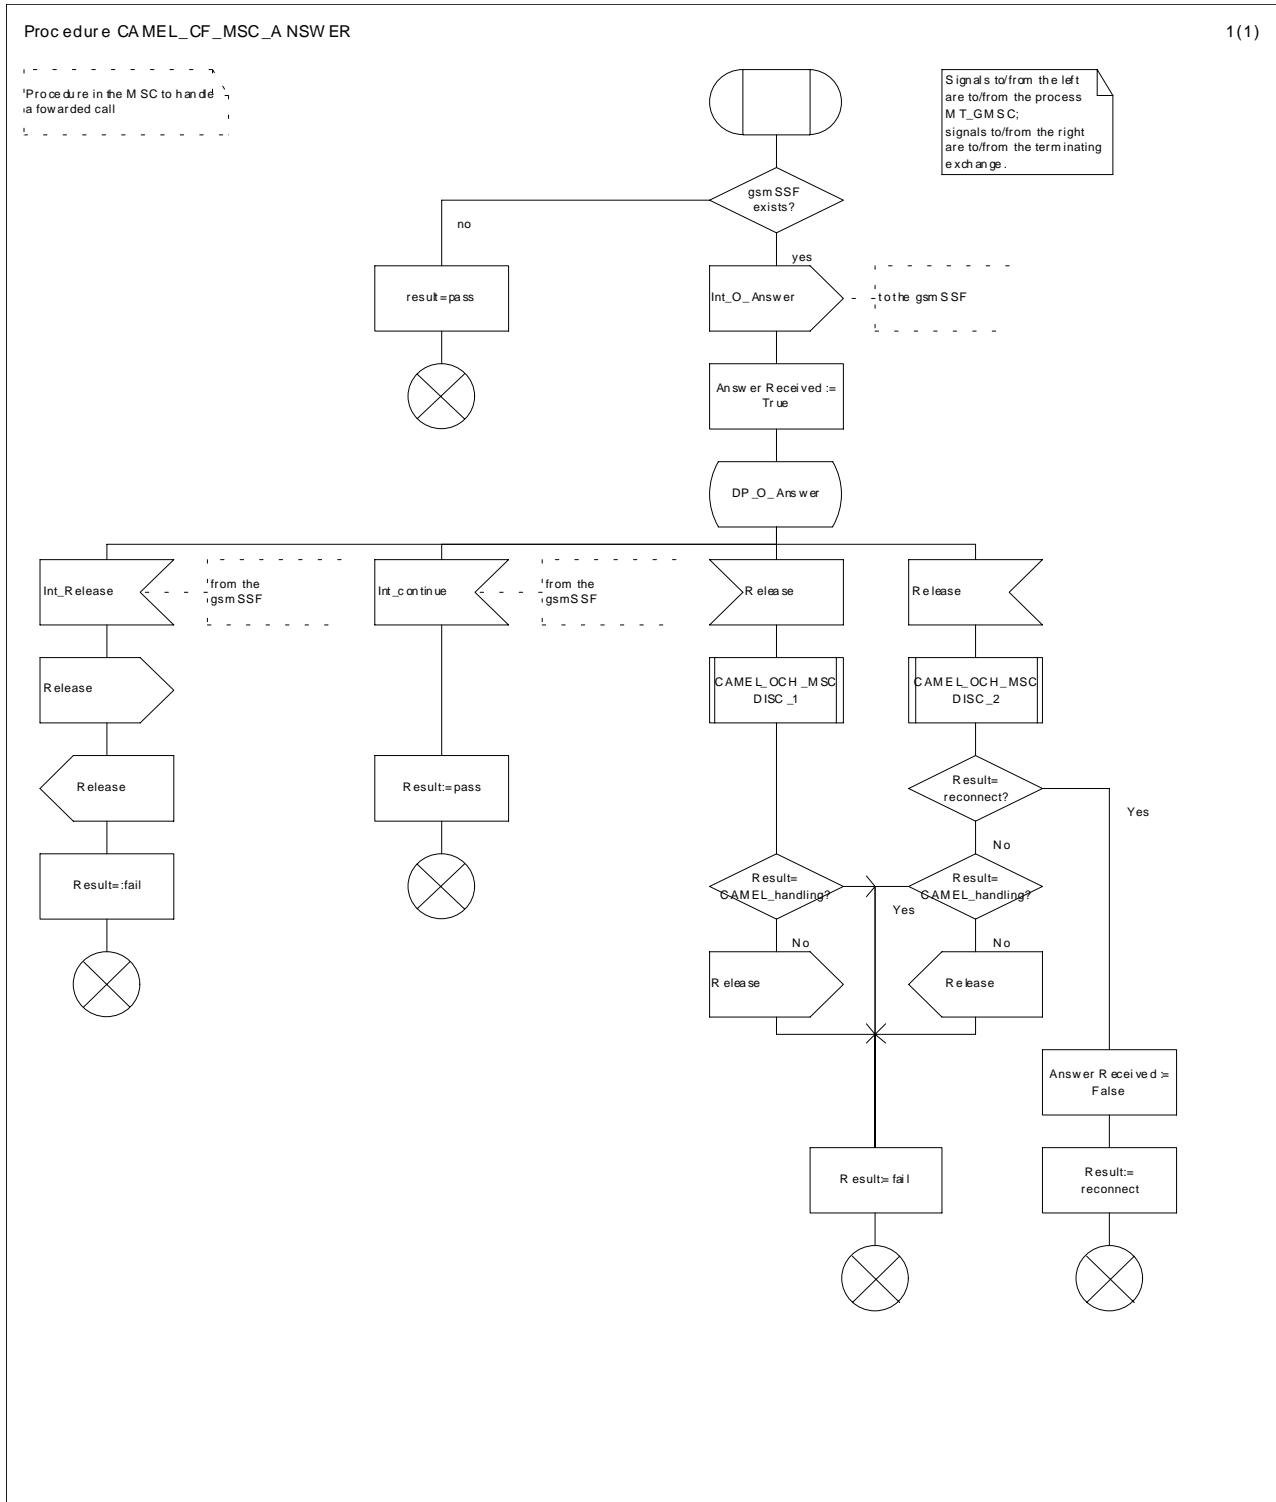 Procedure CAMEL_CF_MSC_ANSWER
1(1)
Procedure in the MSC to handle
a fowarded call
Signals to/from the left
are to/from the process
MT_GMSC;
signals to/from the right
are to/from the terminating
exchange.
gsmSSF
exists?
no
yes
result=pass
Int_O_Answer
to the gsmSSF
Answer Received :=
True
DP_O_Answer
Int_Release
from the
gsmSSF
Int_continue
from the
gsmSSF
Release
Release
Release
CAMEL_OCH_MSC
DISC_1
CAMEL_OCH_MSC
DISC_2
Release
Result:=pass
Result=
reconnect?
Yes
No
Result=:fail
Result=
CAMEL_handling?
Yes
Result=
CAMEL_handling?
No
No
Release
Release
Answer Received :=
False
Result:=fail
Result:=
reconnect